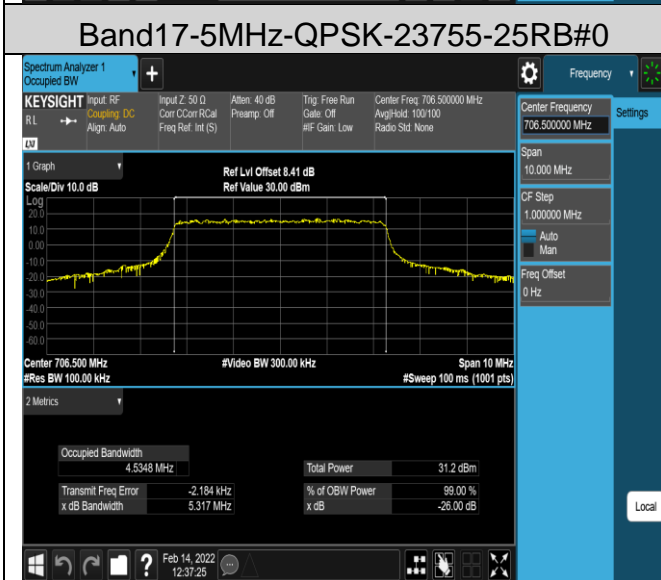 Band17-5MHz-QPSK-23755-25RB#0
Spectrum Analyzer 1
Occupied BW
+
Frequency
KEYSIGHT
RL
Input: RF
Coupling: DC
Align: Auto
Input Z: 50 Ω
Corr CCorr RCal
Freq Ref: Int (S)
Atten: 40 dB
Preamp: Off
Trig: Free Run
Gate: Off
#IF Gain: Low
Center Freq: 706.500000 MHz
Avg|Hold: 100/100
Radio Std: None
Center Frequency
706.500000 MHz
Settings
Span
10.000 MHz
CF Step
1.000000 MHz
Auto
Man
Freq Offset
0 Hz
1 Graph
Scale/Div 10.0 dB
Ref Lvl Offset 8.41 dB
Ref Value 30.00 dBm
Log
20.0
10.0
0.00
-10.0
-20.0
-30.0
-40.0
-50.0
-60.0
Center 706.500 MHz
#Res BW 100.00 kHz
#Video BW 300.00 kHz
Span 10 MHz
#Sweep 100 ms (1001 pts)
2 Metrics
Occupied Bandwidth
4.5348 MHz
Total Power 31.2 dBm
Transmit Freq Error -2.184 kHz
% of OBW Power 99.00 %
x dB Bandwidth 5.317 MHz
x dB -26.00 dB
Local
?
Feb 14, 2022
12:37:25